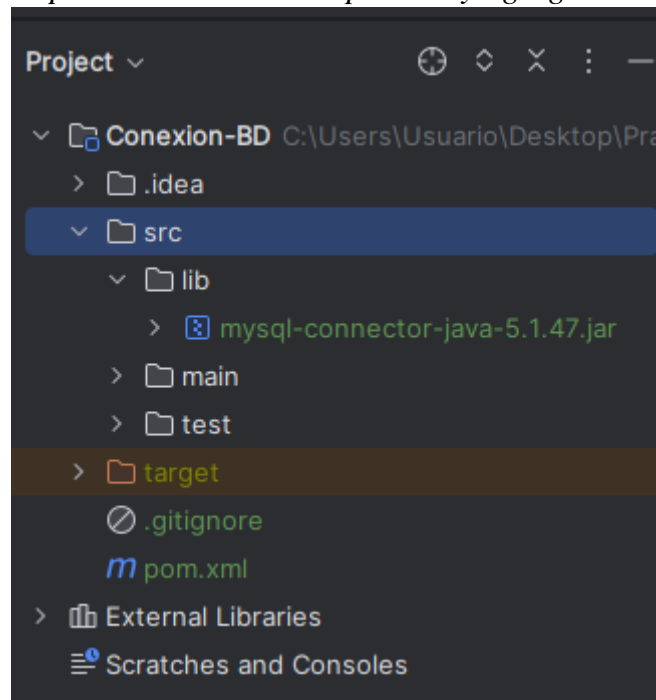 Project
Conexion-BD C:\Users\Usuario\Desktop\Pra
.idea
src
lib
mysql-connector-java-5.1.47.jar
main
test
target
.gitignore
m pom.xml
External Libraries
Scratches and Consoles